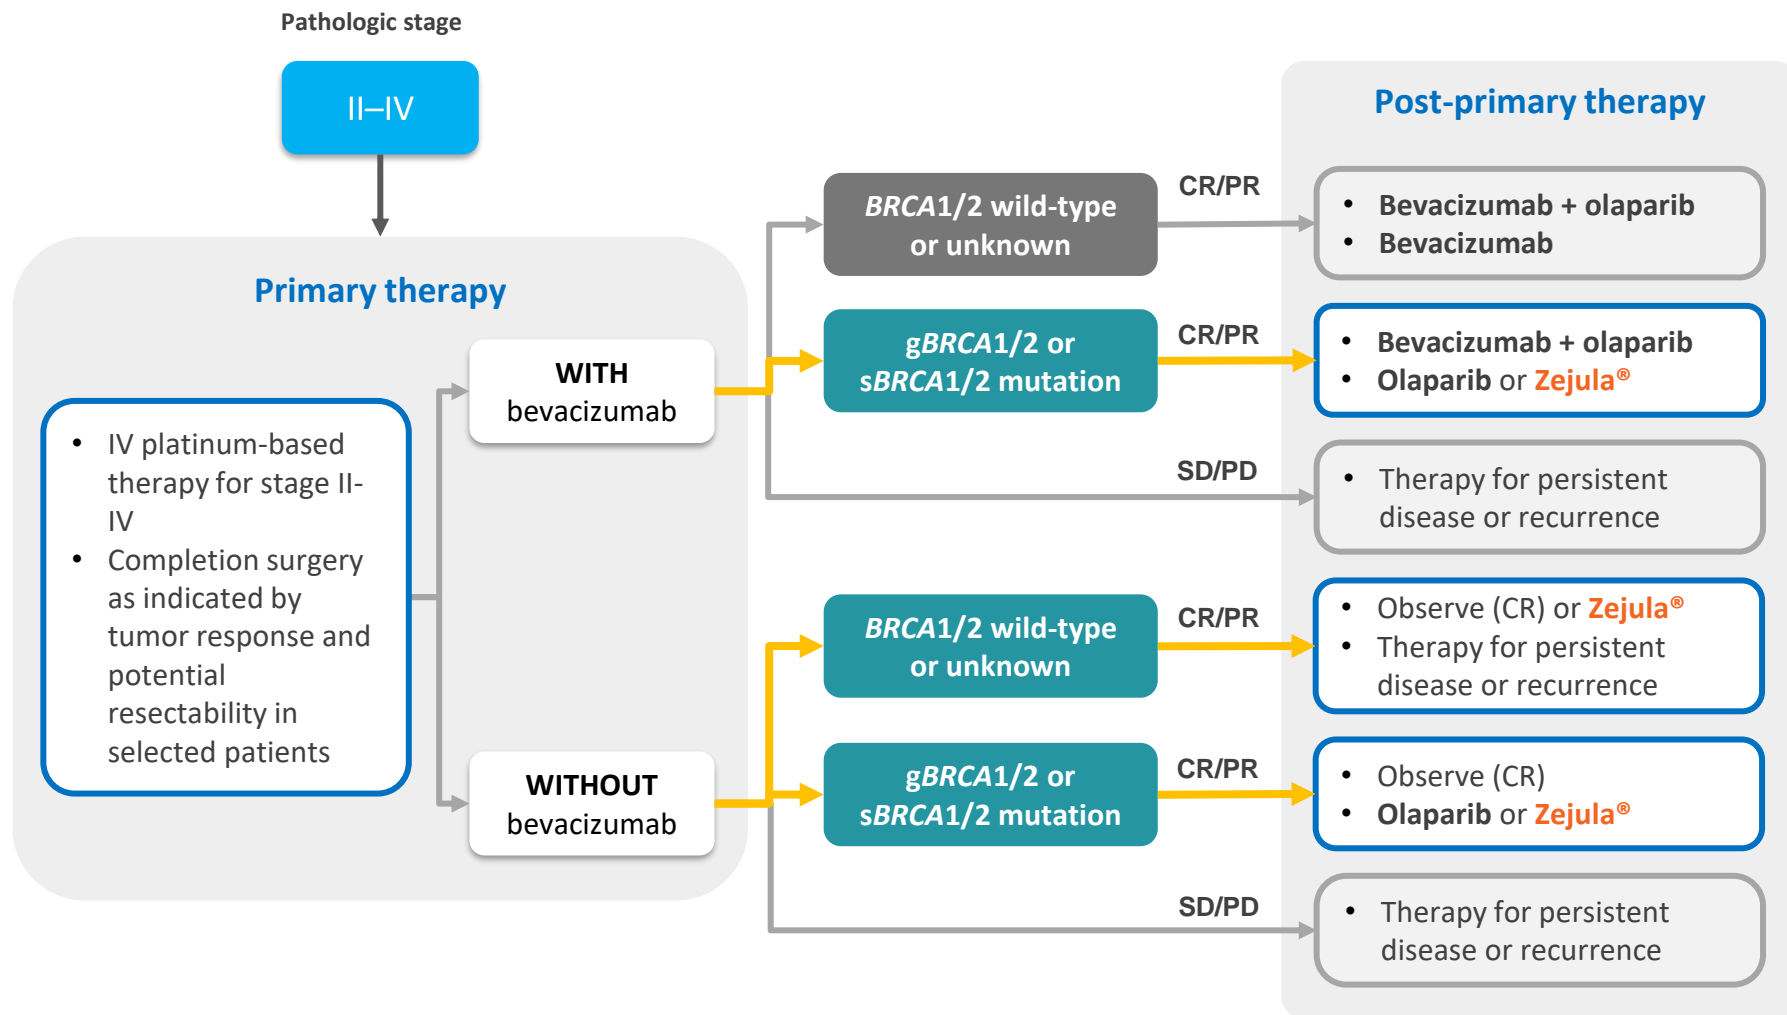 Pathologic stage
II–IV
Primary therapy
• IV platinum-based
therapy for stage II-
IV
• Completion surgery
as indicated by
tumor response and
potential
resectability in
selected patients
WITH
bevacizumab
WITHOUT
bevacizumab
BRCA1/2 wild-type
or unknown
CR/PR
gBRCA1/2 or
sBRCA1/2 mutation
CR/PR
SD/PD
BRCA1/2 wild-type
or unknown
CR/PR
gBRCA1/2 or
sBRCA1/2 mutation
CR/PR
SD/PD
Post-primary therapy
• Bevacizumab + olaparib
• Bevacizumab
• Bevacizumab + olaparib
• Olaparib or Zejula®
• Therapy for persistent
disease or recurrence
• Observe (CR) or Zejula®
• Therapy for persistent
disease or recurrence
• Observe (CR)
• Olaparib or Zejula®
• Therapy for persistent
disease or recurrence